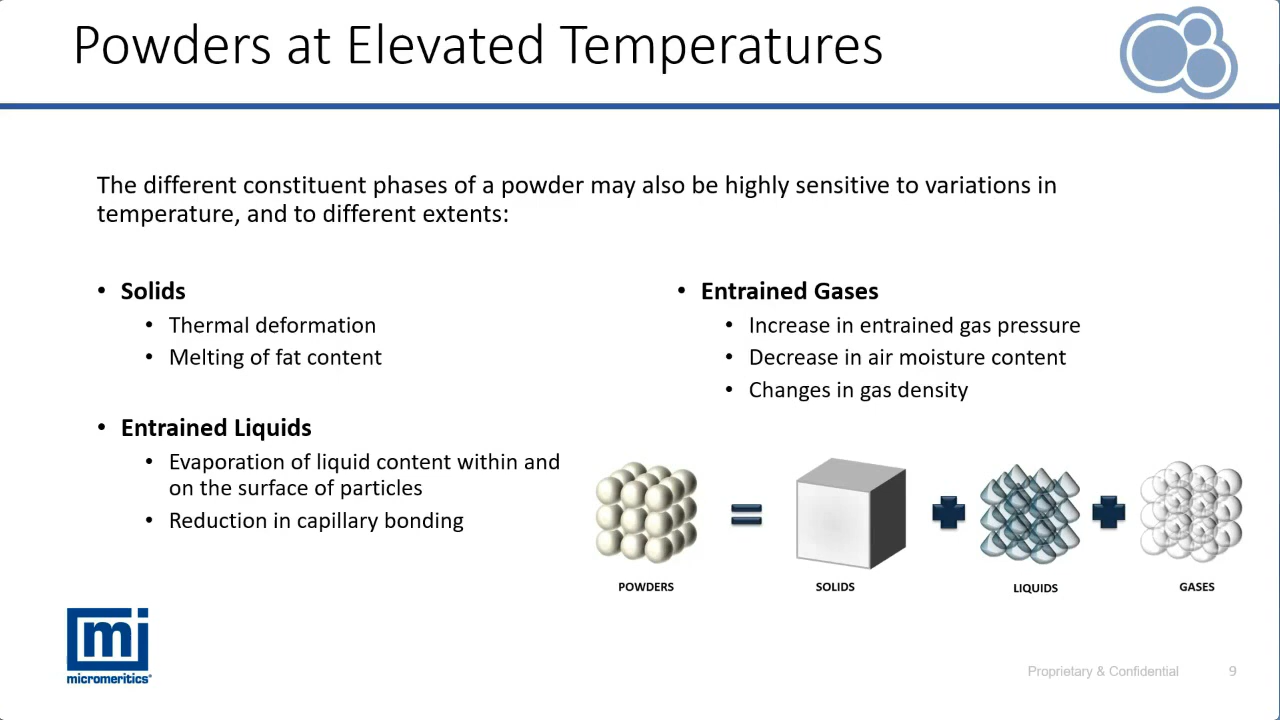 Powders at Elevated Temperatures
The different constituent phases of a powder may also be highly sensitive to variations in
temperature, and to different extents:
• Solids
• Thermal deformation
• Melting of fat content
• Entrained Liquids
• Evaporation of liquid content within and
on the surface of particles
• Reduction in capillary bonding
• Entrained Gases
• Increase in entrained gas pressure
• Decrease in air moisture content
• Changes in gas density
POWDERS
SOLIDS
LIQUIDS
GASES
mi
micromeritics®
Proprietary & Confidential
9